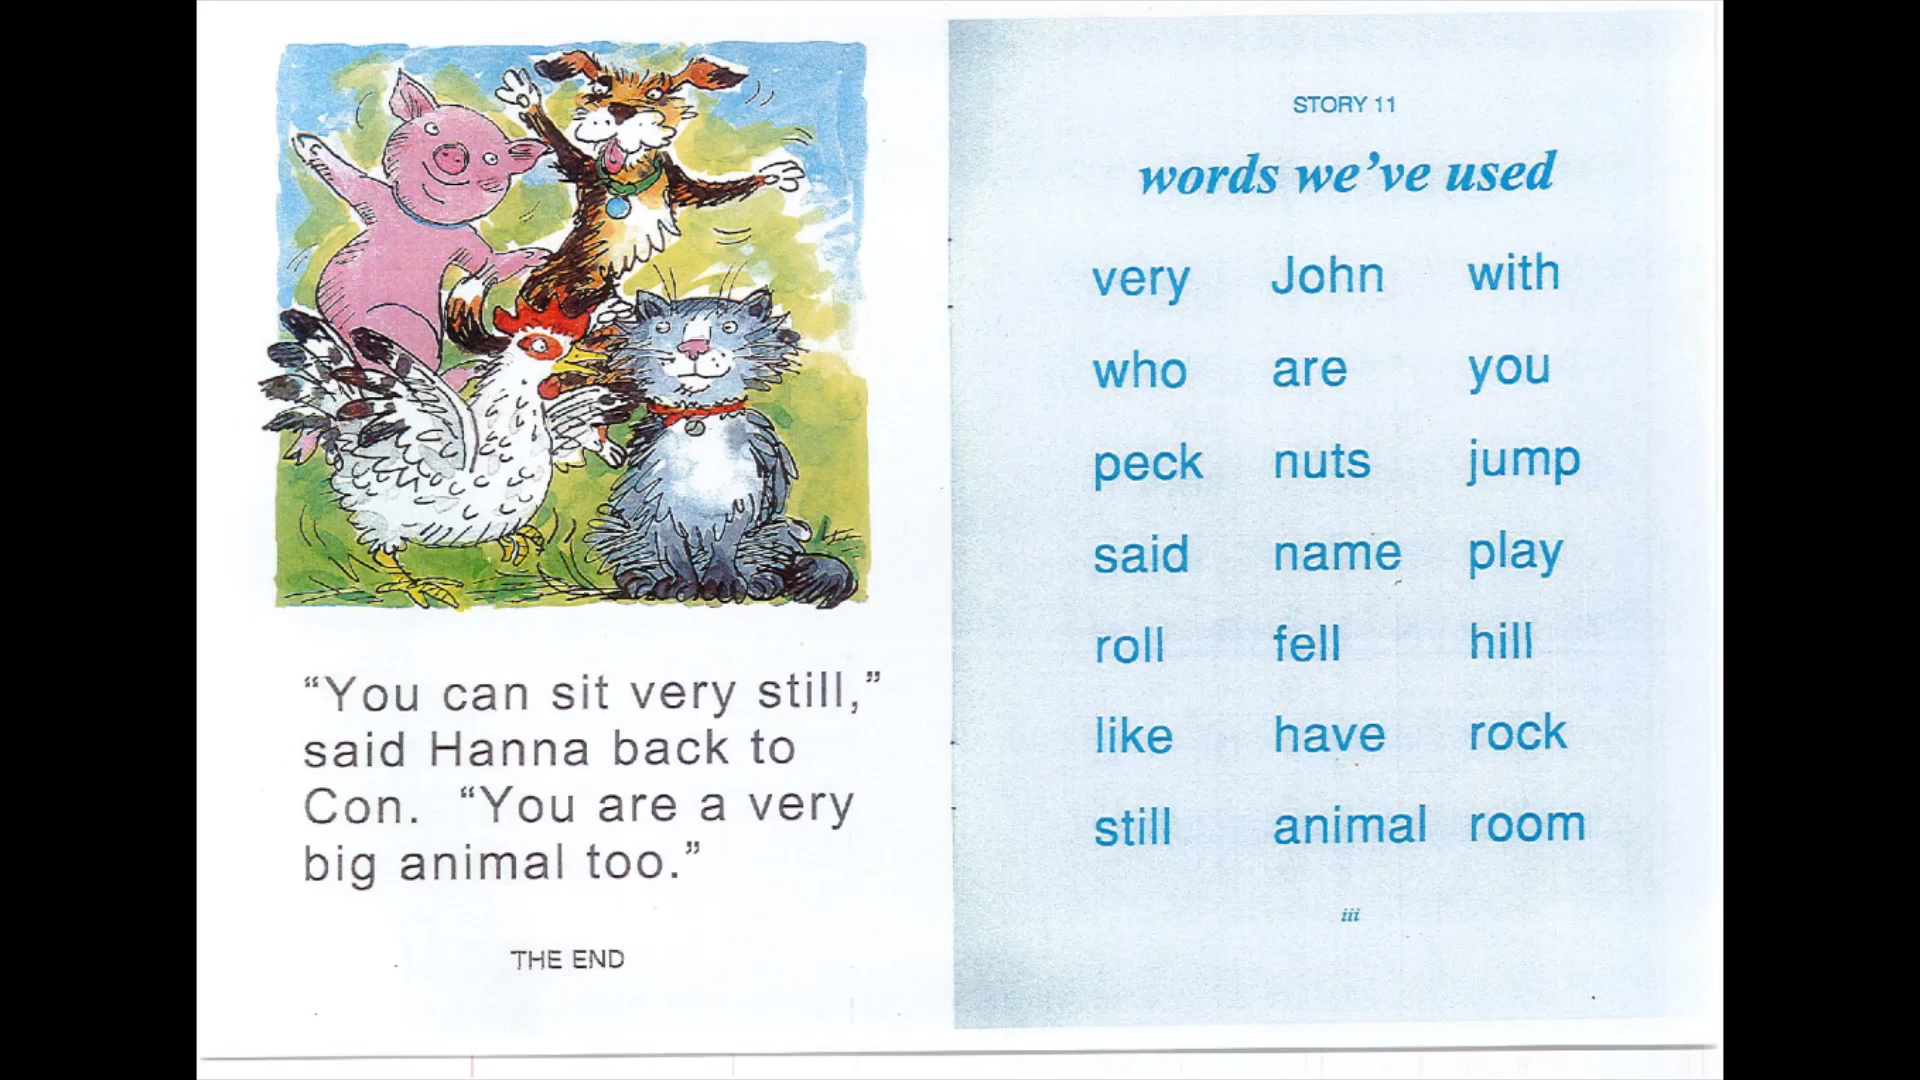 “You can sit very still,”
said Hanna back to
Con. “You are a very
big animal too.”
THE END
STORY 11
words we’ve used
very John with
who are you
peck nuts jump
said name play
roll fell hill
like have rock
still animal room
iii